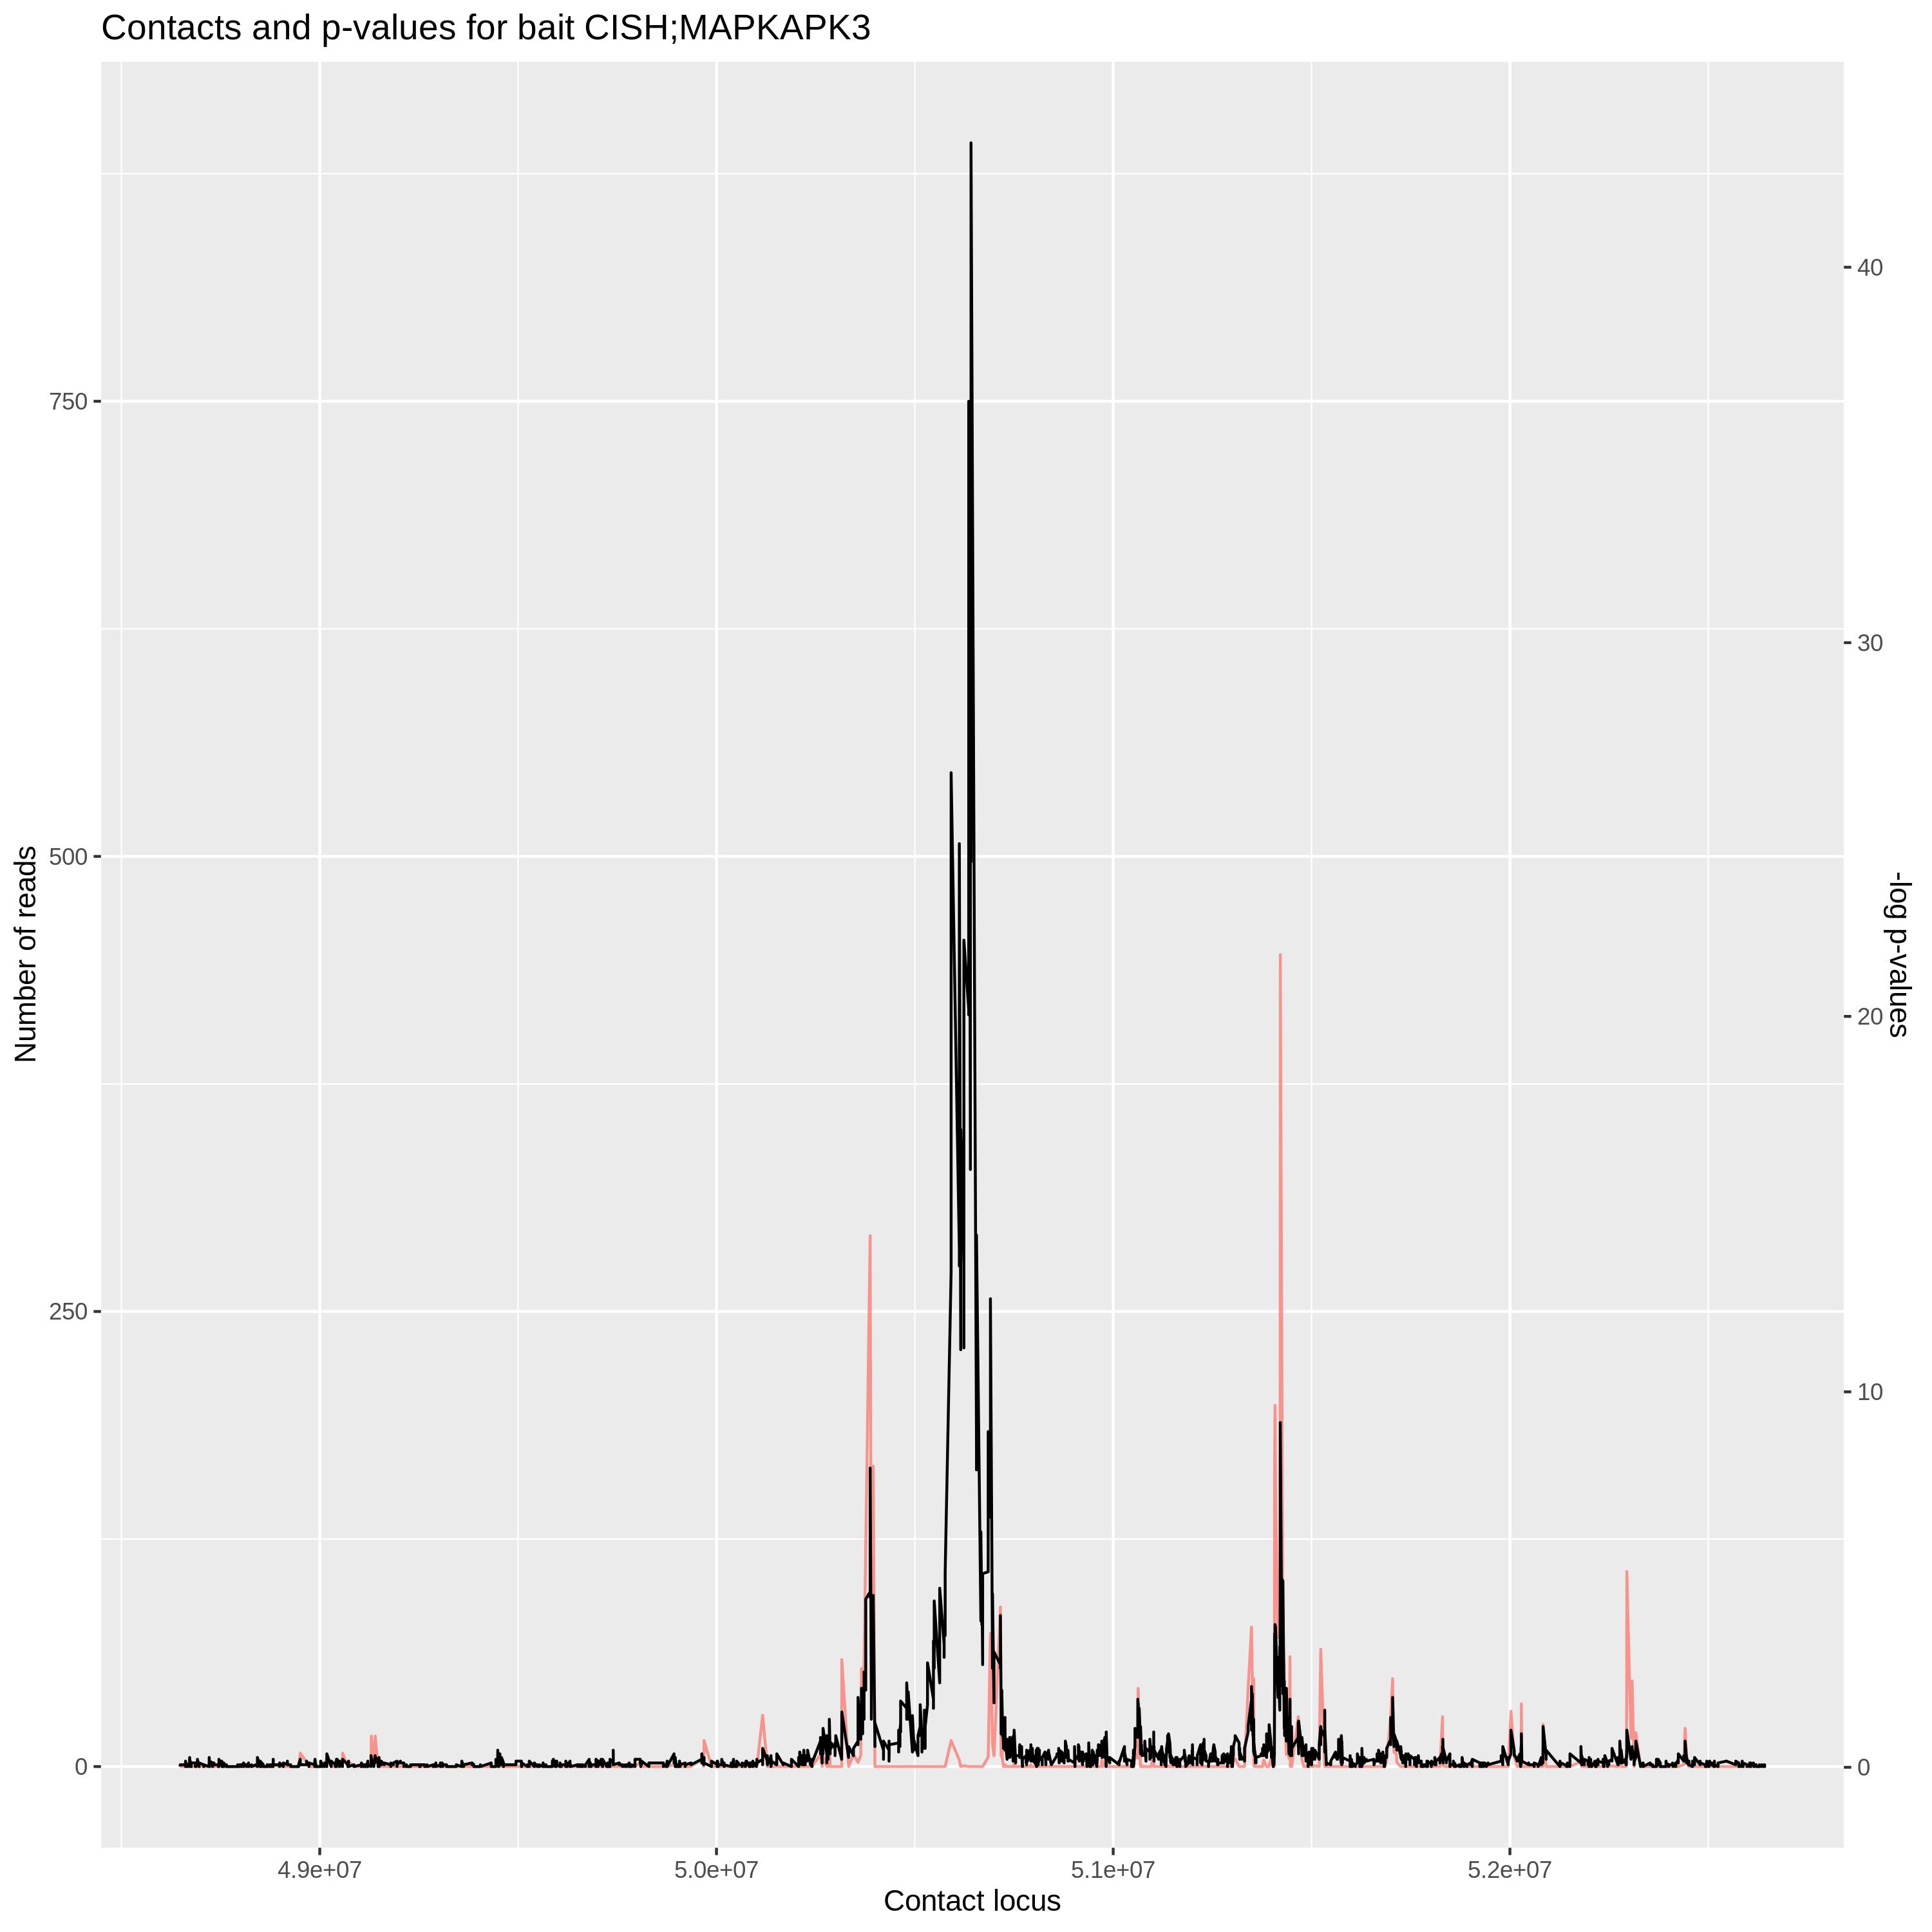 Contacts and p-values for bait CISH;MAPKAPK3
Number of reads
750
500
250
0
40
30
20
10
0
-log p-values
4.9e+07 5.0e+07 5.1e+07 5.2e+07
Contact locus